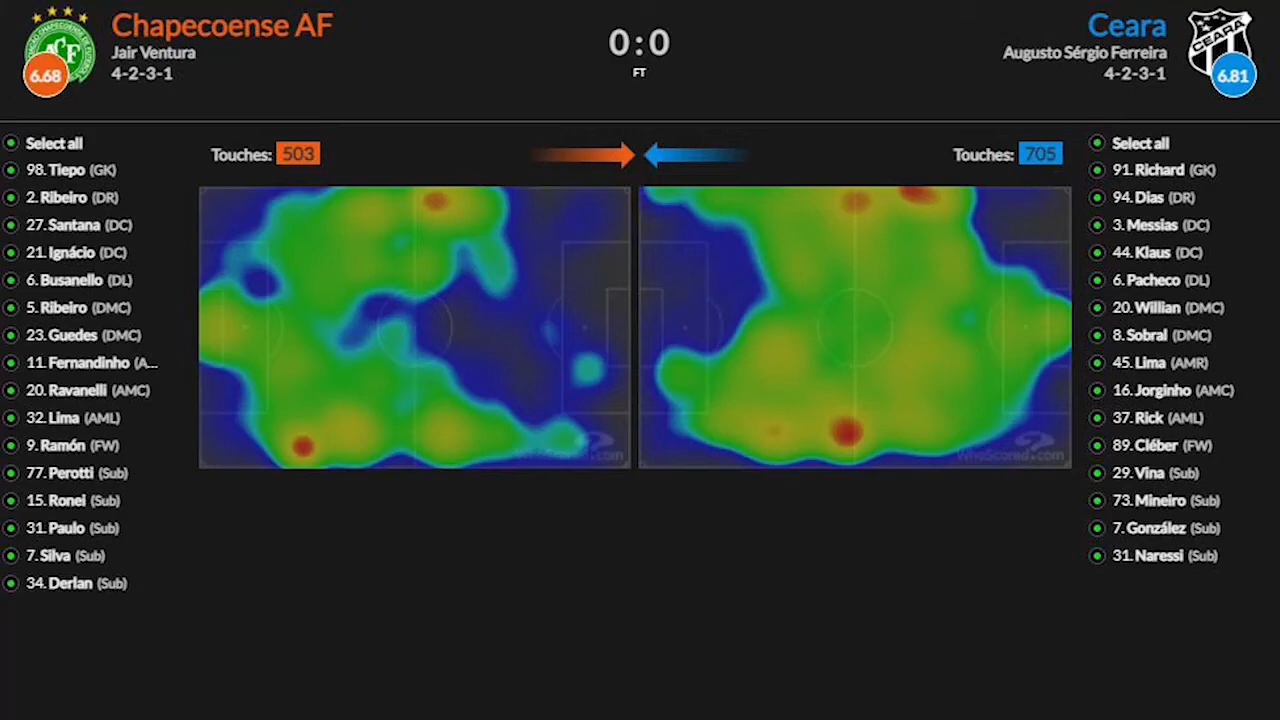 Chapecoense AF
Jair Ventura
4-2-3-1
6.68
0:0
FT
Ceara
Augusto Sérgio Ferreira
4-2-3-1
CEARA
6.81
Select all
98. Tiepo (GK)
2. Ribeiro (DR)
27. Santana (DC)
21. Ignácio (DC)
6. Busanello (DL)
5. Ribeiro (DMC)
23. Guedes (DMC)
11. Fernandinho (A...
20. Ravanelli (AMC)
32. Lima (AML)
9. Ramón (FW)
77. Perotti (Sub)
15. Ronei (Sub)
31. Paulo (Sub)
7. Silva (Sub)
34. Derlan (Sub)
Touches: 503
Touches: 705
WhoScored.com
WhoScored.com
Select all
91. Richard (GK)
94. Dias (DR)
3. Messias (DC)
44. Klaus (DC)
6. Pacheco (DL)
20. Willian (DMC)
8. Sobral (DMC)
45. Lima (AMR)
16. Jorginho (AMC)
37. Rick (AML)
89. Cléber (FW)
29. Vina (Sub)
73. Mineiro (Sub)
7. González (Sub)
31. Naressi (Sub)